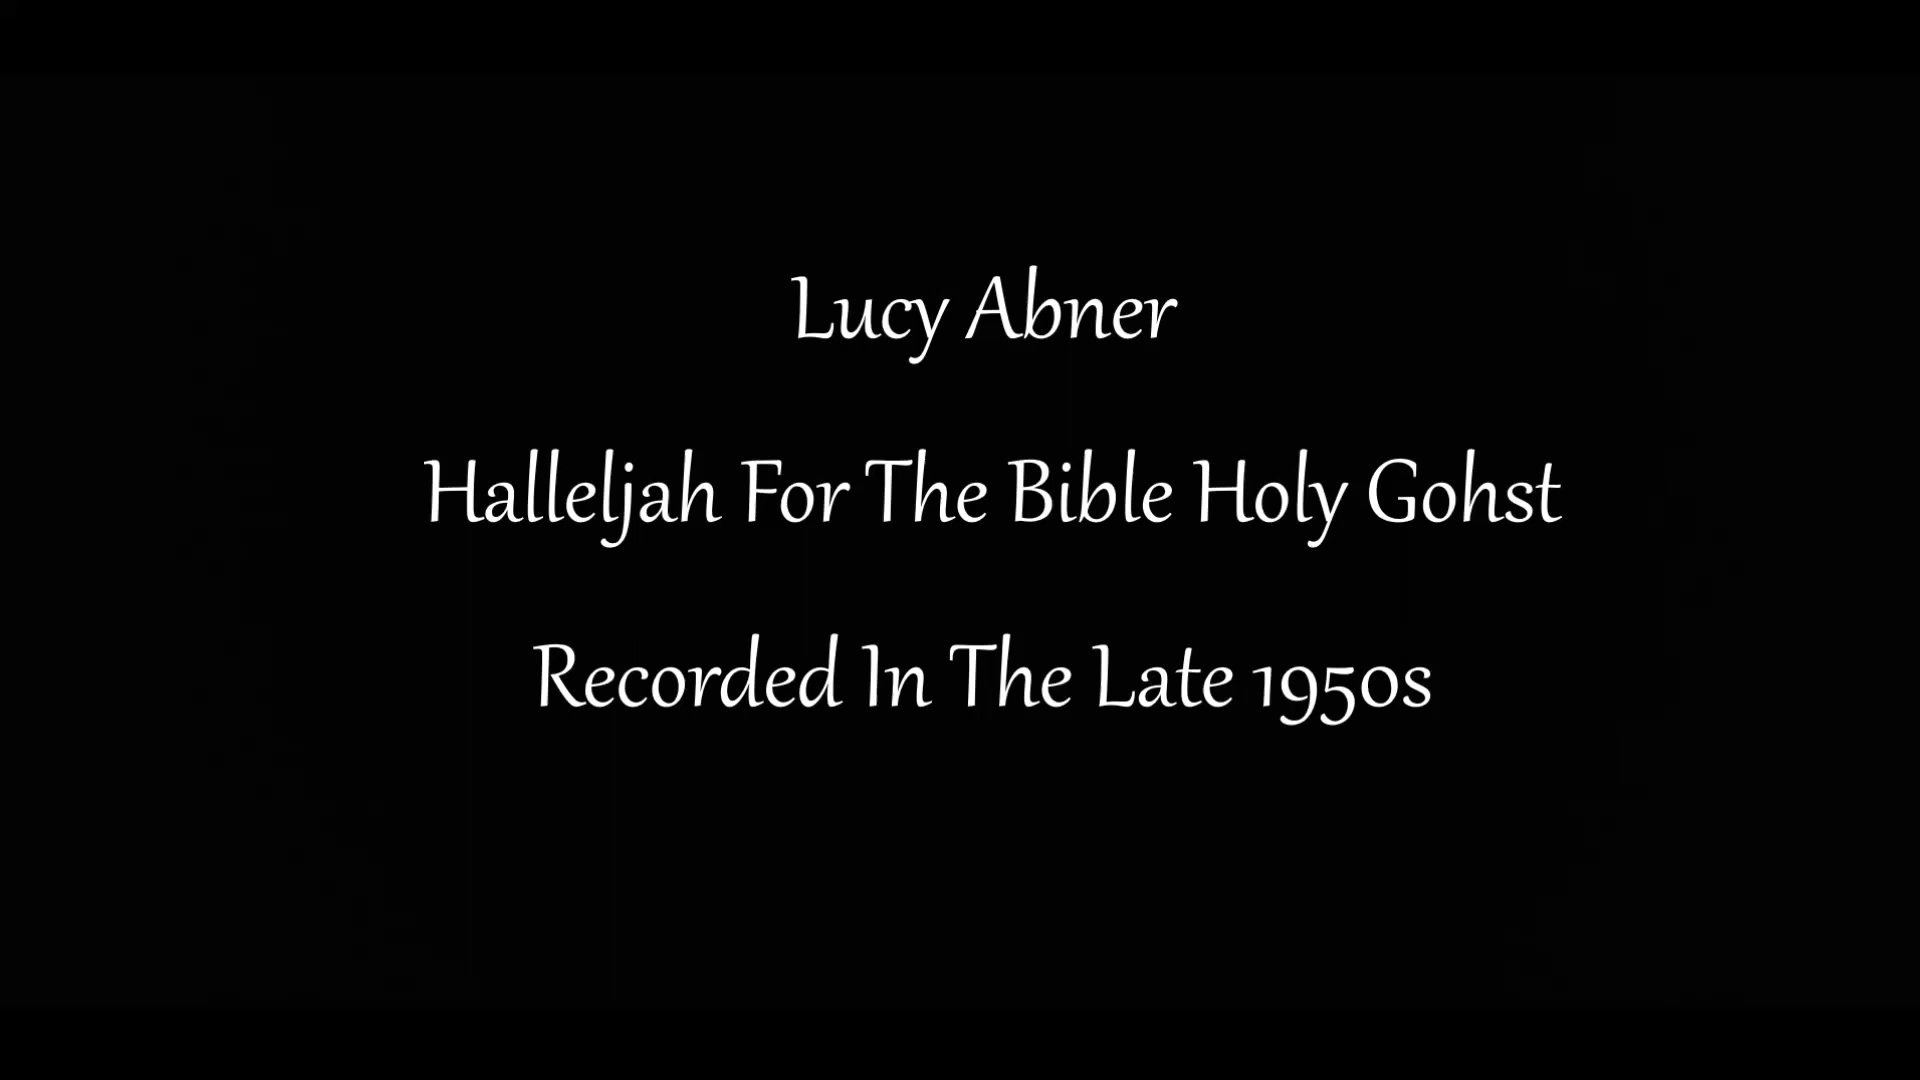 Lucy Abner
Halleljah For The Bible Holy Gohst
Recorded In The Late 1950s